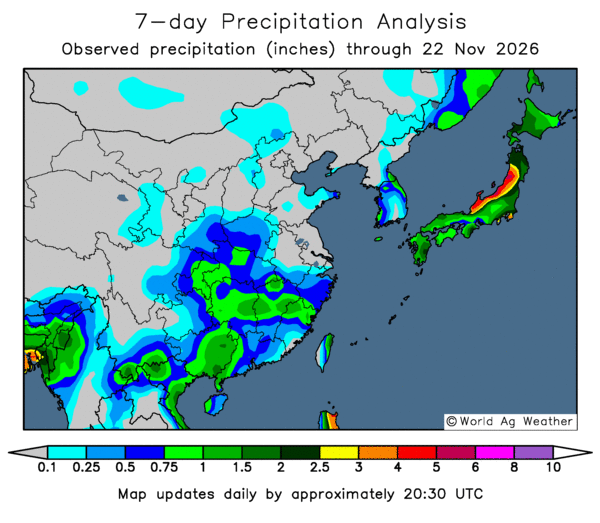 7-day Precipitation Analysis
Observed precipitation (inches) through 22 Nov 2026
© World Ag Weather
0.1 0.25 0.5 0.75 1 1.5 2 2.5 3 4 5 6 8 10
Map updates daily by approximately 20:30 UTC